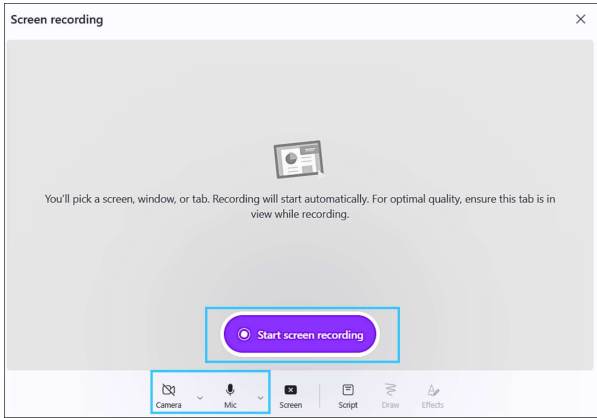 Screen recording
You'll pick a screen, window, or tab. Recording will start automatically. For optimal quality, ensure this tab is in
view while recording.
Start screen recording
Camera
Mic
Screen
Script
Draw
Effects